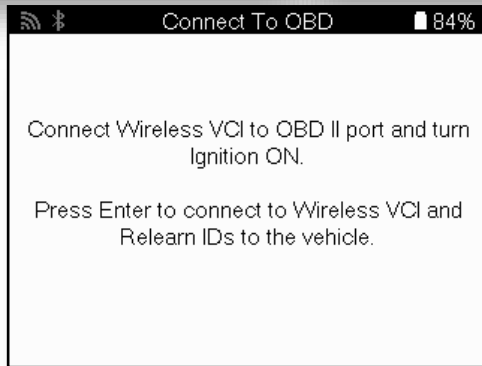 Connect To OBD 84%
Connect Wireless VCI to OBD II port and turn
Ignition ON.
Press Enter to connect to Wireless VCI and
Relearn IDs to the vehicle.